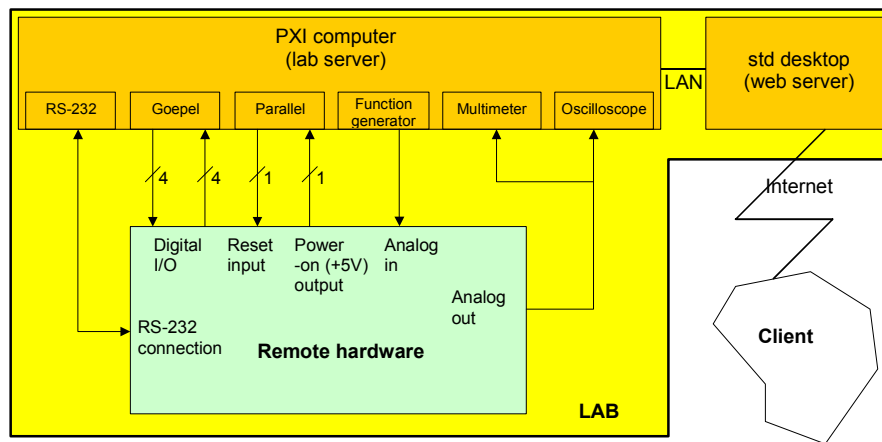 PXI computer
(lab server)
std desktop
(web server)
LAN
RS-232
Goepel
Parallel
Function
generator
Multimeter
Oscilloscope
4
4
1
1
Internet
Digital
I/O
Reset
input
Power
-on (+5V)
output
Analog
in
Analog
out
RS-232
connection
Remote hardware
Client
LAB